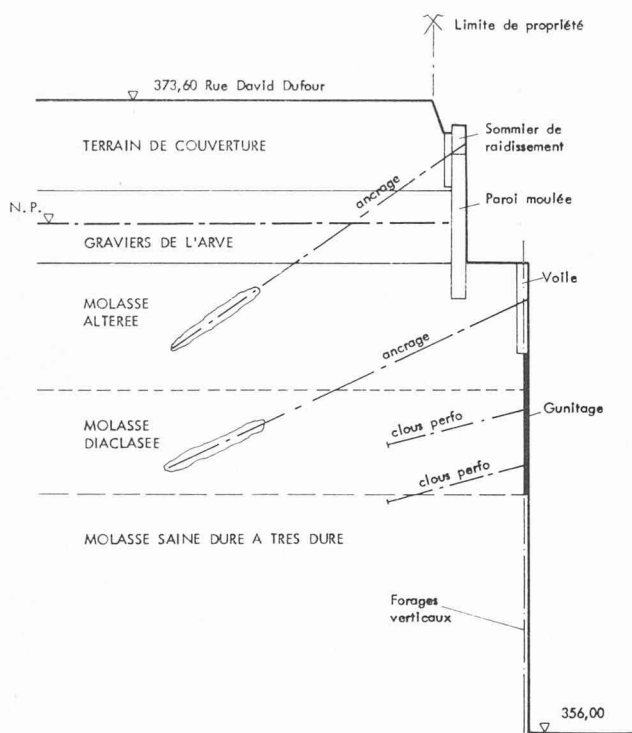 Limite de propriété
373,60 Rue David Dufour
Sommier de
raidissement
TERRAIN DE COUVERTURE
ancrage
Paroi moulée
N.P.
GRAVIERS DE L'ARVE
Voile
MOLASSE
ALTEREE
ancrage
Gunitage
MOLASSE
DIACLASEE
clous perfo
clous perfo
MOLASSE SAINE DURE A TRES DURE
Forages
verticaux
356,00